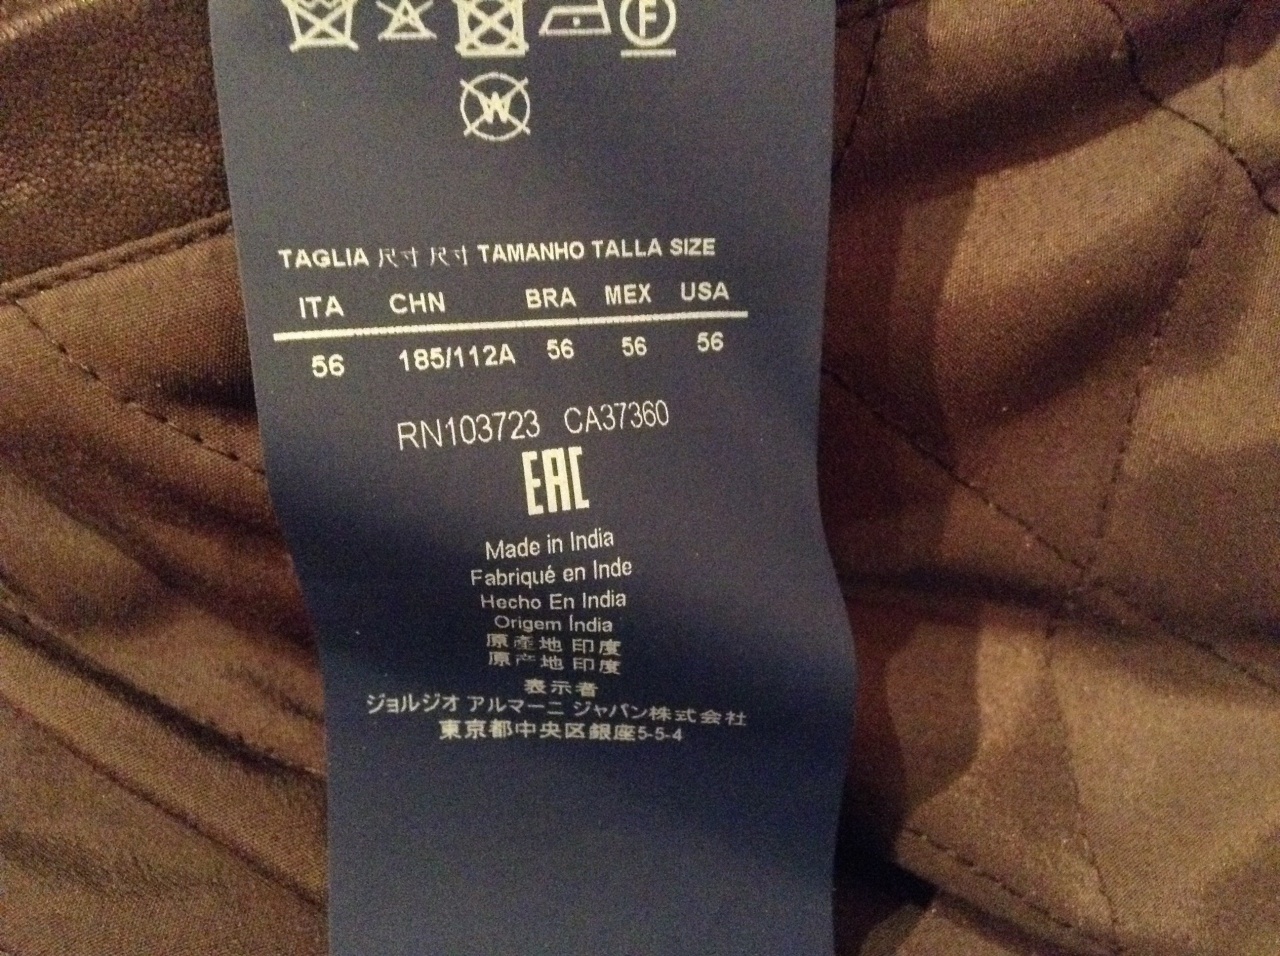 F
W
TAGLIA 尺寸 尺寸 TAMANHO TALLA SIZE
ITA CHN BRA MEX USA
56 185/112A 56 56 56
RN103723 CA37360
EAC
Made in India
Fabriqué en Inde
Hecho En India
Origem India
原產地 印度
原产地 印度
表示者
ジョルジオ アルマーニ ジャパン株式会社
東京都中央区銀座5-5-4